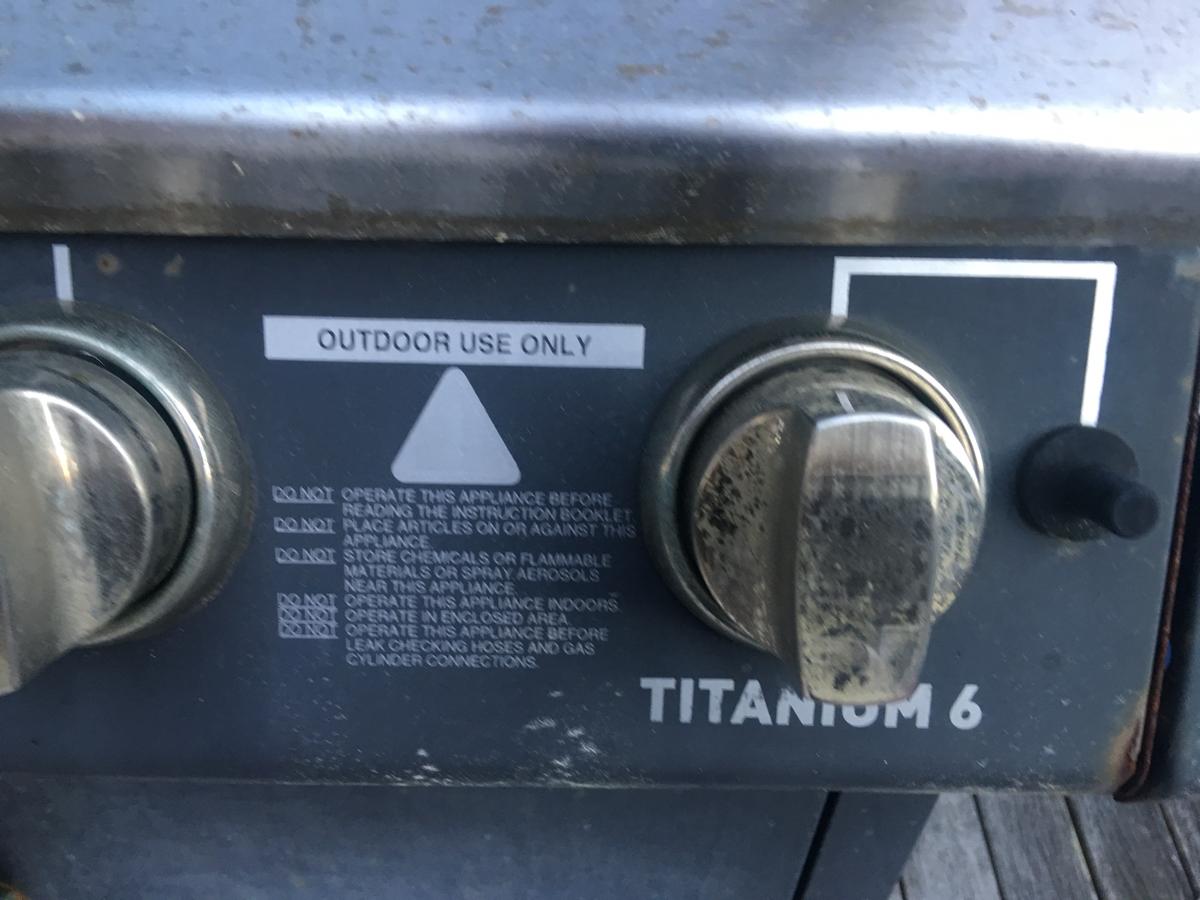 OUTDOOR USE ONLY
DO NOT OPERATE THIS APPLIANCE BEFORE
READING THE INSTRUCTION BOOKLET
DO NOT PLACE ARTICLES ON OR AGAINST THIS
APPLIANCE
DO NOT STORE CHEMICALS OR FLAMMABLE
MATERIALS OR SPRAY AEROSOLS
NEAR THIS APPLIANCE.
DO NOT OPERATE THIS APPLIANCE INDOORS.
DO NOT OPERATE IN ENCLOSED AREA
DO NOT OPERATE THIS APPLIANCE BEFORE
LEAK CHECKING HOSES AND GAS
CYLINDER CONNECTIONS.
TITANIUM 6